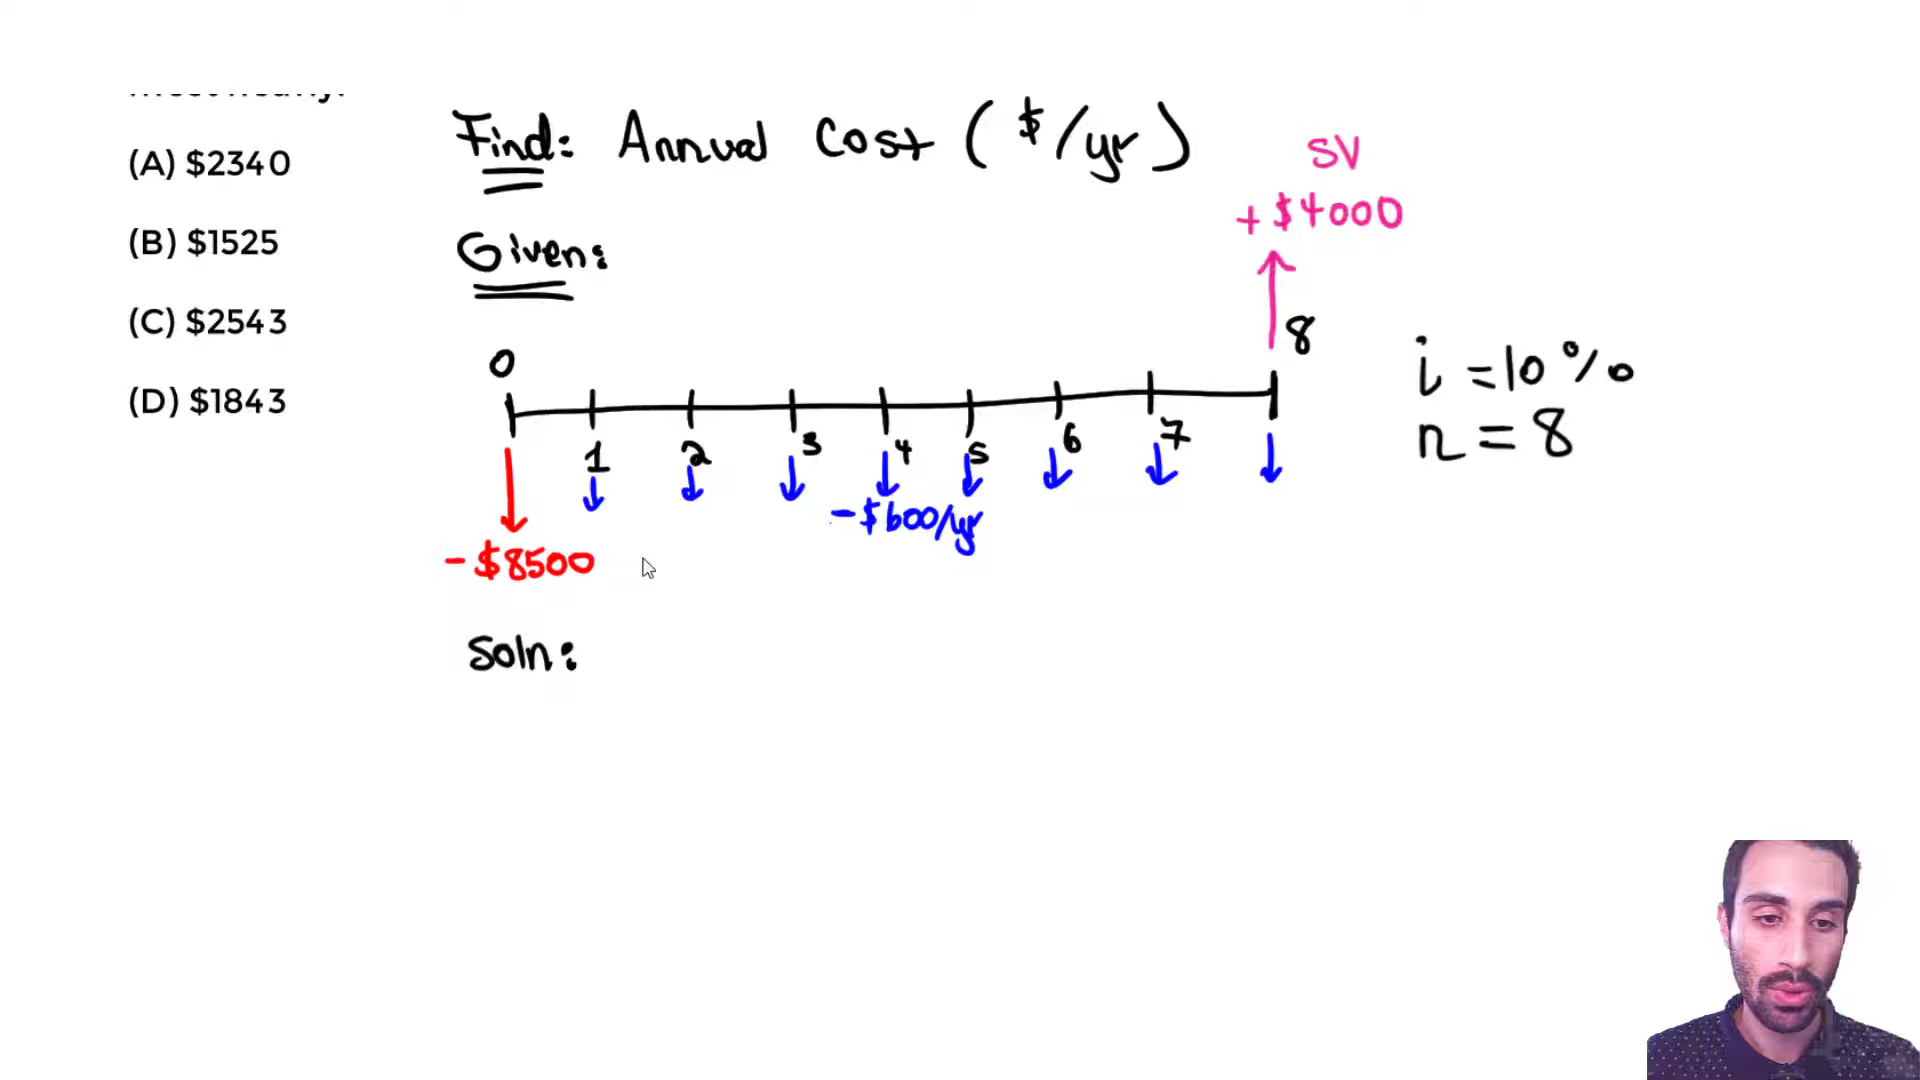 (A) $2340
(B) $1525
(C) $2543
(D) $1843
Find: Annual Cost ($/yr)
Given:
SV
+ $4000
0
1
2
3
4
5
6
7
8
i = 10%
n = 8
- $600/yr
- $8500
Soln: